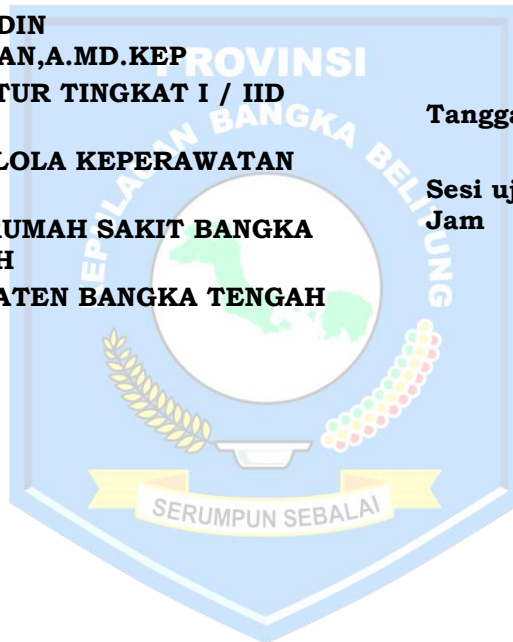 DIN
AN,A.MD.KEP
TUR TINGKAT I / IID
LOLA KEPERAWATAN
RUMAH SAKIT BANGKA
H
ATEN BANGKA TENGAH
Tangga
Sesi uj
Jam
PROVINSI
KEPULAUAN BANGKA BELITUNG
SERUMPUN SEBALAI